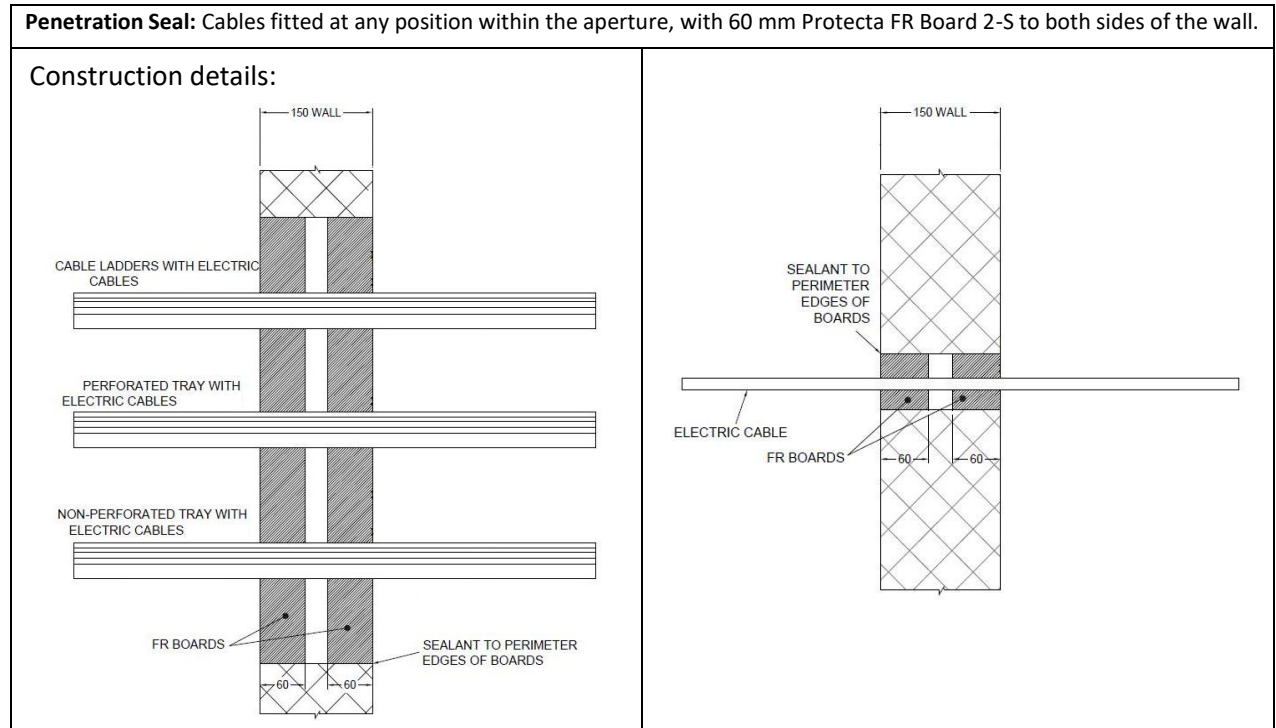 Penetration Seal: Cables fitted at any position within the aperture, with 60 mm Protecta FR Board 2-S to both sides of the wall.
Construction details:
150 WALL
CABLE LADDERS WITH ELECTRIC
CABLES
PERFORATED TRAY WITH
ELECTRIC CABLES
NON-PERFORATED TRAY WITH
ELECTRIC CABLES
FR BOARDS
SEALANT TO PERIMETER
EDGES OF BOARDS
60
60
150 WALL
SEALANT TO
PERIMETER
EDGES OF
BOARDS
ELECTRIC CABLE
FR BOARDS
60
60